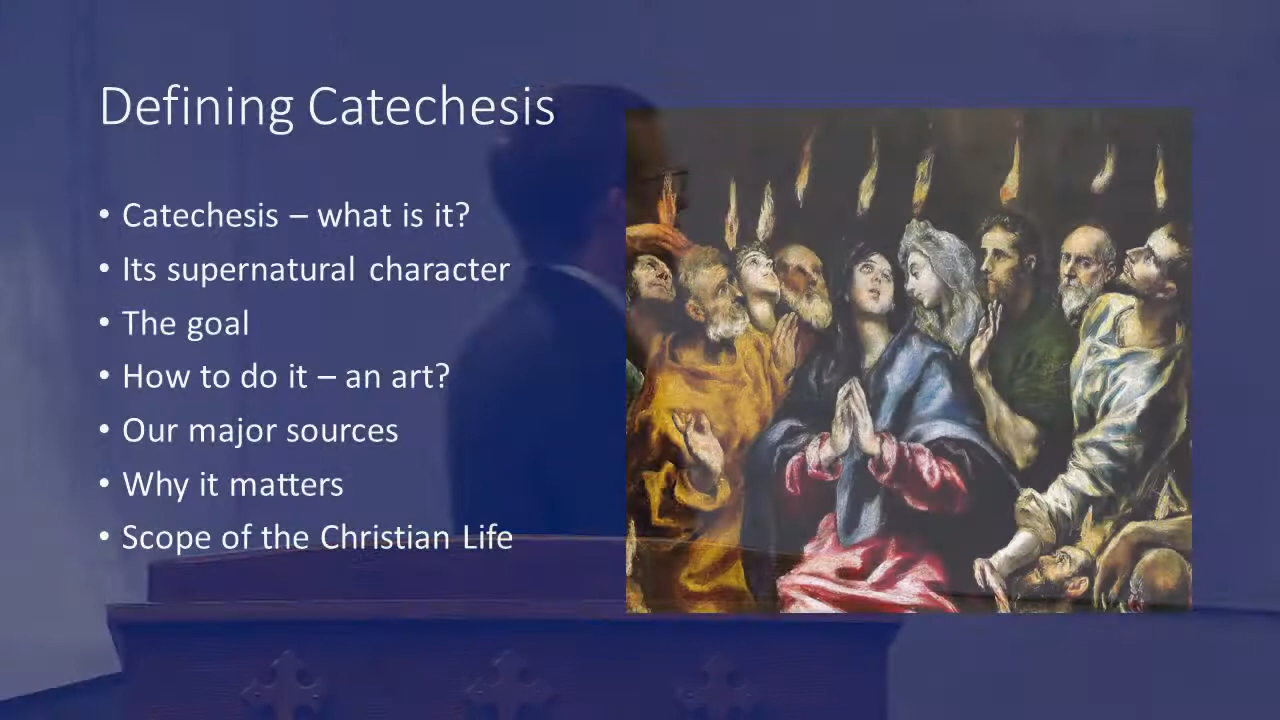 Defining Catechesis
• Catechesis – what is it?
• Its supernatural character
• The goal
• How to do it – an art?
• Our major sources
• Why it matters
• Scope of the Christian Life